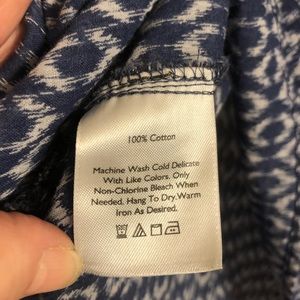 100% Cotton
Machine Wash Cold Delicate
With Like Colors. Only
Non-Chlorine Bleach When
Needed. Hang To Dry. Warm
Iron As Desired.